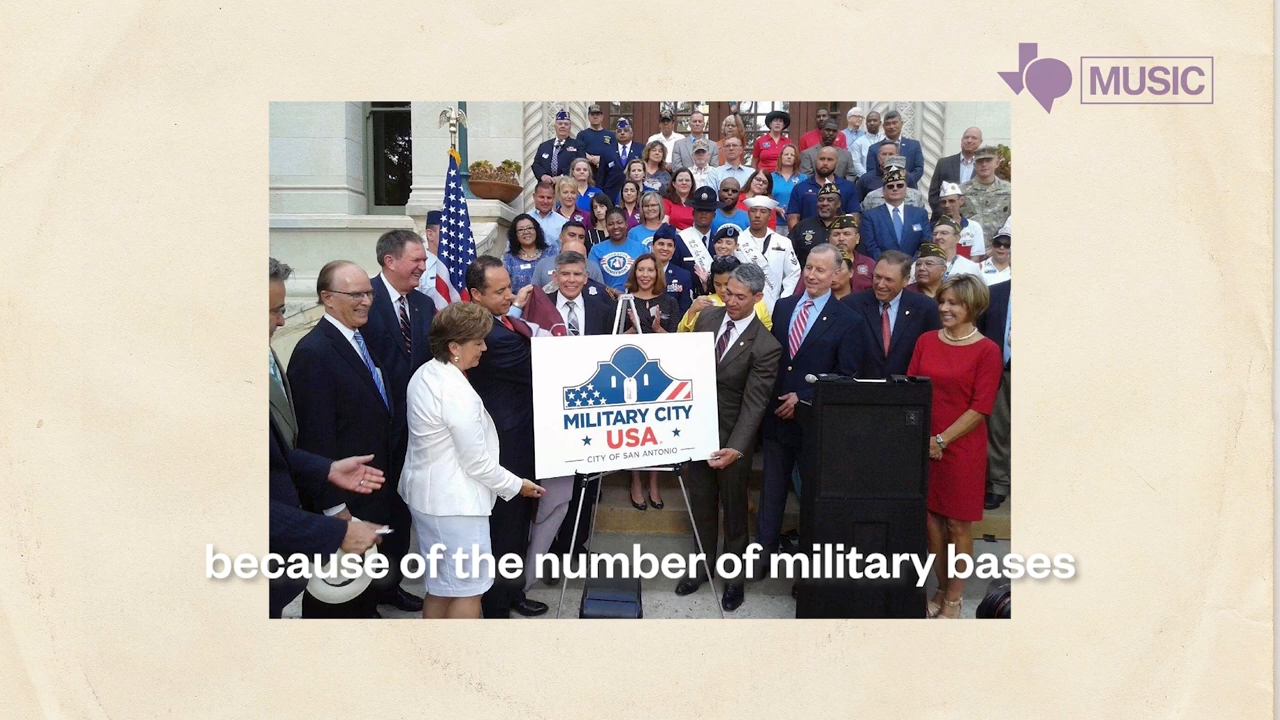 MUSIC
MILITARY CITY
USA
CITY OF SAN ANTONIO
because of the number of military bases